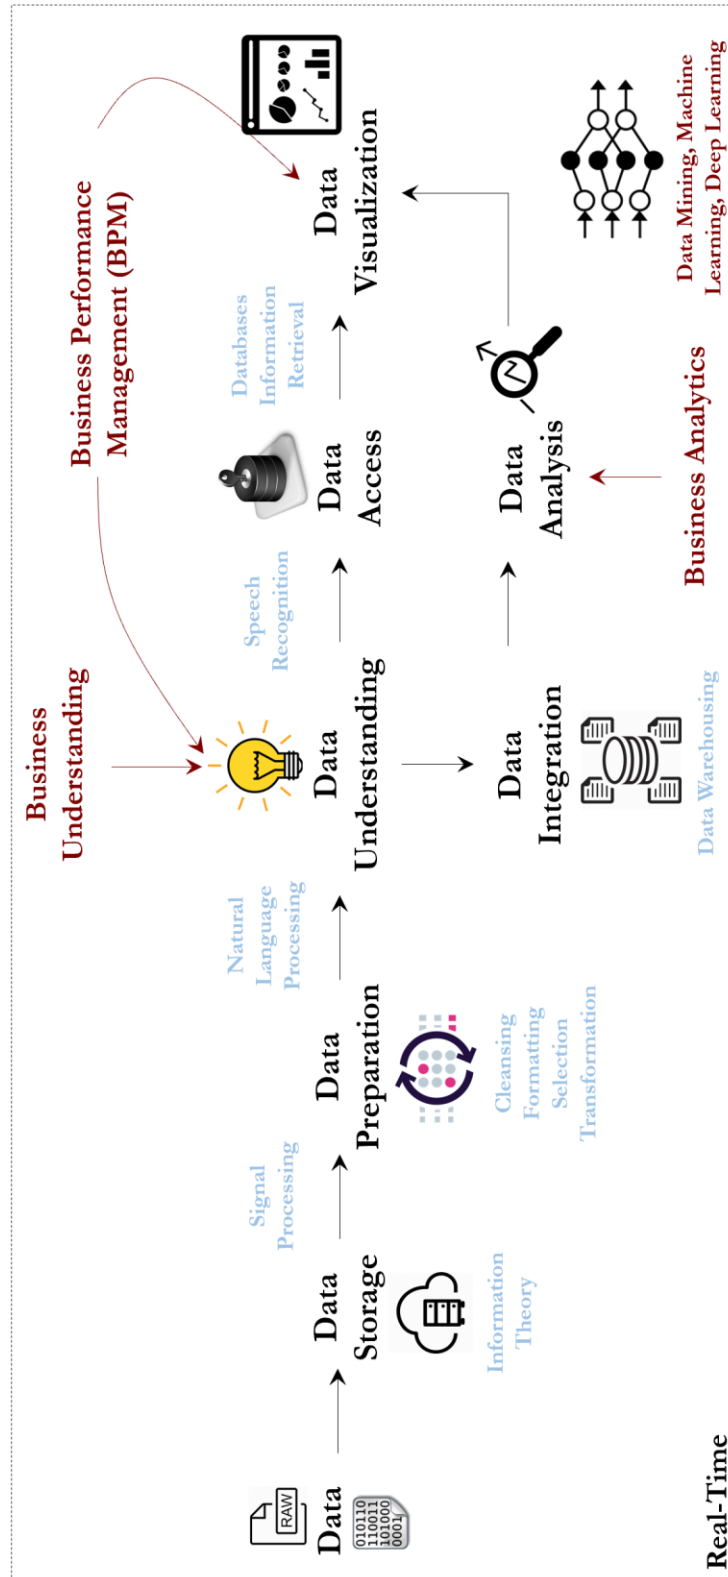 Business
Understanding
Business Performance
Management (BPM)
RAW
Data
010110
110011
101000
0001
Data
Storage
Information
Theory
Signal
Processing
Data
Preparation
Cleansing
Formatting
Selection
Transformation
Natural
Language
Processing
Data
Understanding
Speech
Recognition
Data
Access
Databases
Information
Retrieval
Data
Visualization
Data
Integration
Data Warehousing
Data
Analysis
Business Analytics
Data Mining, Machine
Learning, Deep Learning
Real-Time